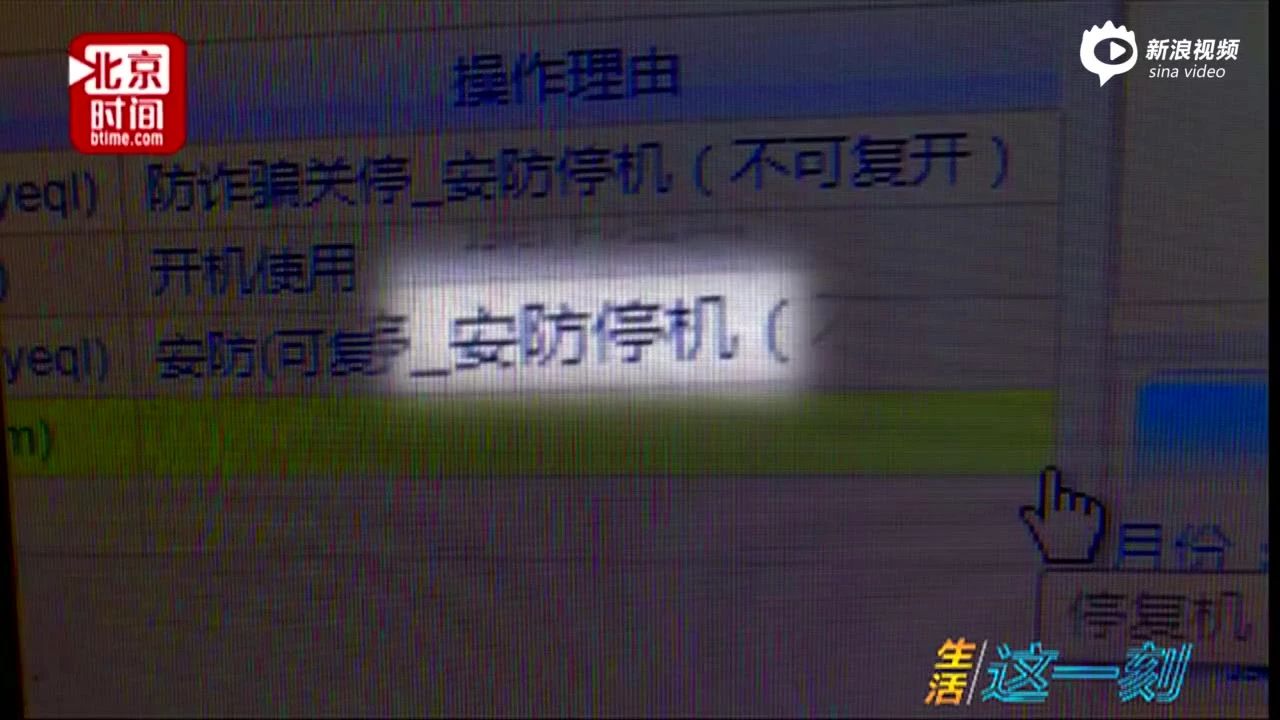 北京
时间
btime.com
新浪视频
sina video
操作理由
yeql) 防诈骗关停_安防停机（不可复开）
) 开机使用
yeql) 安防(可复
_安防停机（
m)
月份
停复机
生活 这一刻